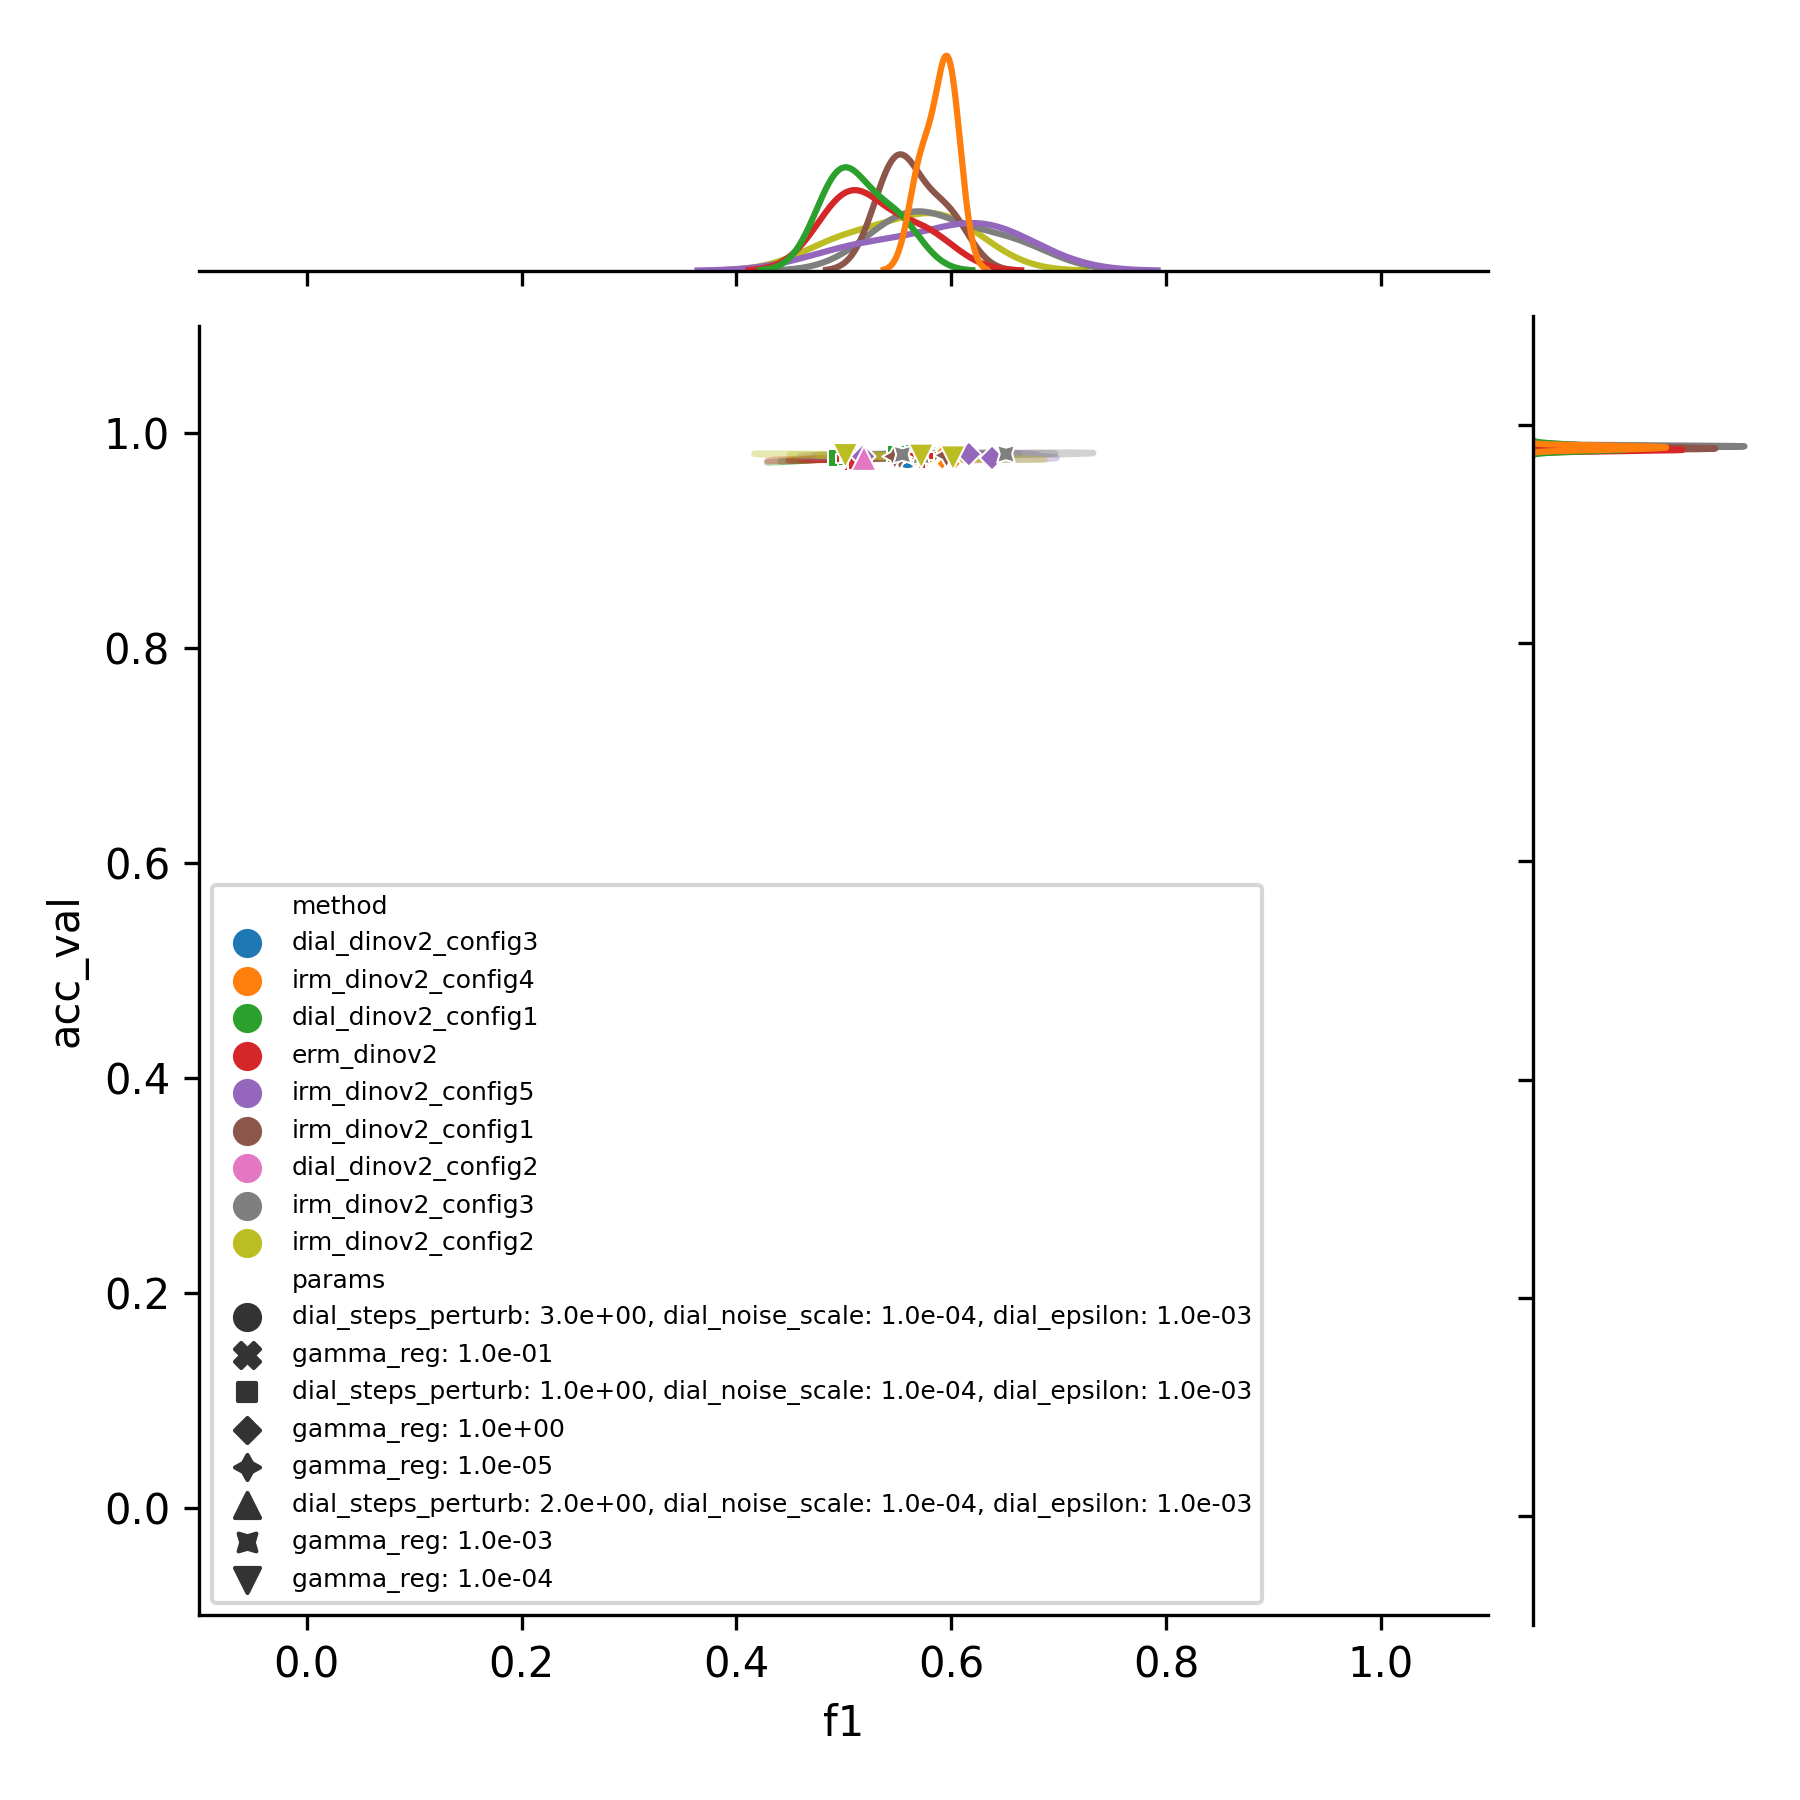 1.0
0.8
0.6
0.4
0.2
0.0
acc_val
method
dial_dinov2_config3
irm_dinov2_config4
dial_dinov2_config1
erm_dinov2
irm_dinov2_config5
irm_dinov2_config1
dial_dinov2_config2
irm_dinov2_config3
irm_dinov2_config2
params
dial_steps_perturb: 3.0e+00, dial_noise_scale: 1.0e-04, dial_epsilon: 1.0e-03
gamma_reg: 1.0e-01
dial_steps_perturb: 1.0e+00, dial_noise_scale: 1.0e-04, dial_epsilon: 1.0e-03
gamma_reg: 1.0e+00
gamma_reg: 1.0e-05
dial_steps_perturb: 2.0e+00, dial_noise_scale: 1.0e-04, dial_epsilon: 1.0e-03
gamma_reg: 1.0e-03
gamma_reg: 1.0e-04
0.0 0.2 0.4 0.6 0.8 1.0
f1